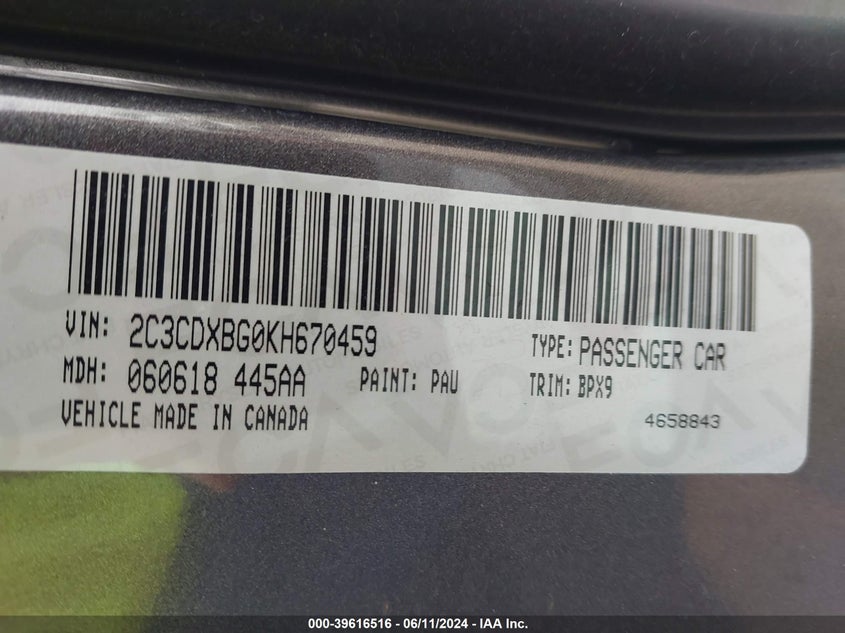 VIN: 2C3CDXBG0KH670459 TYPE: PASSENGER CAR
MDH: 060618 445AA PAINT: PAU TRIM: BPX9
VEHICLE MADE IN CANADA 4658843
000-39616516 - 06/11/2024 - IAA Inc.